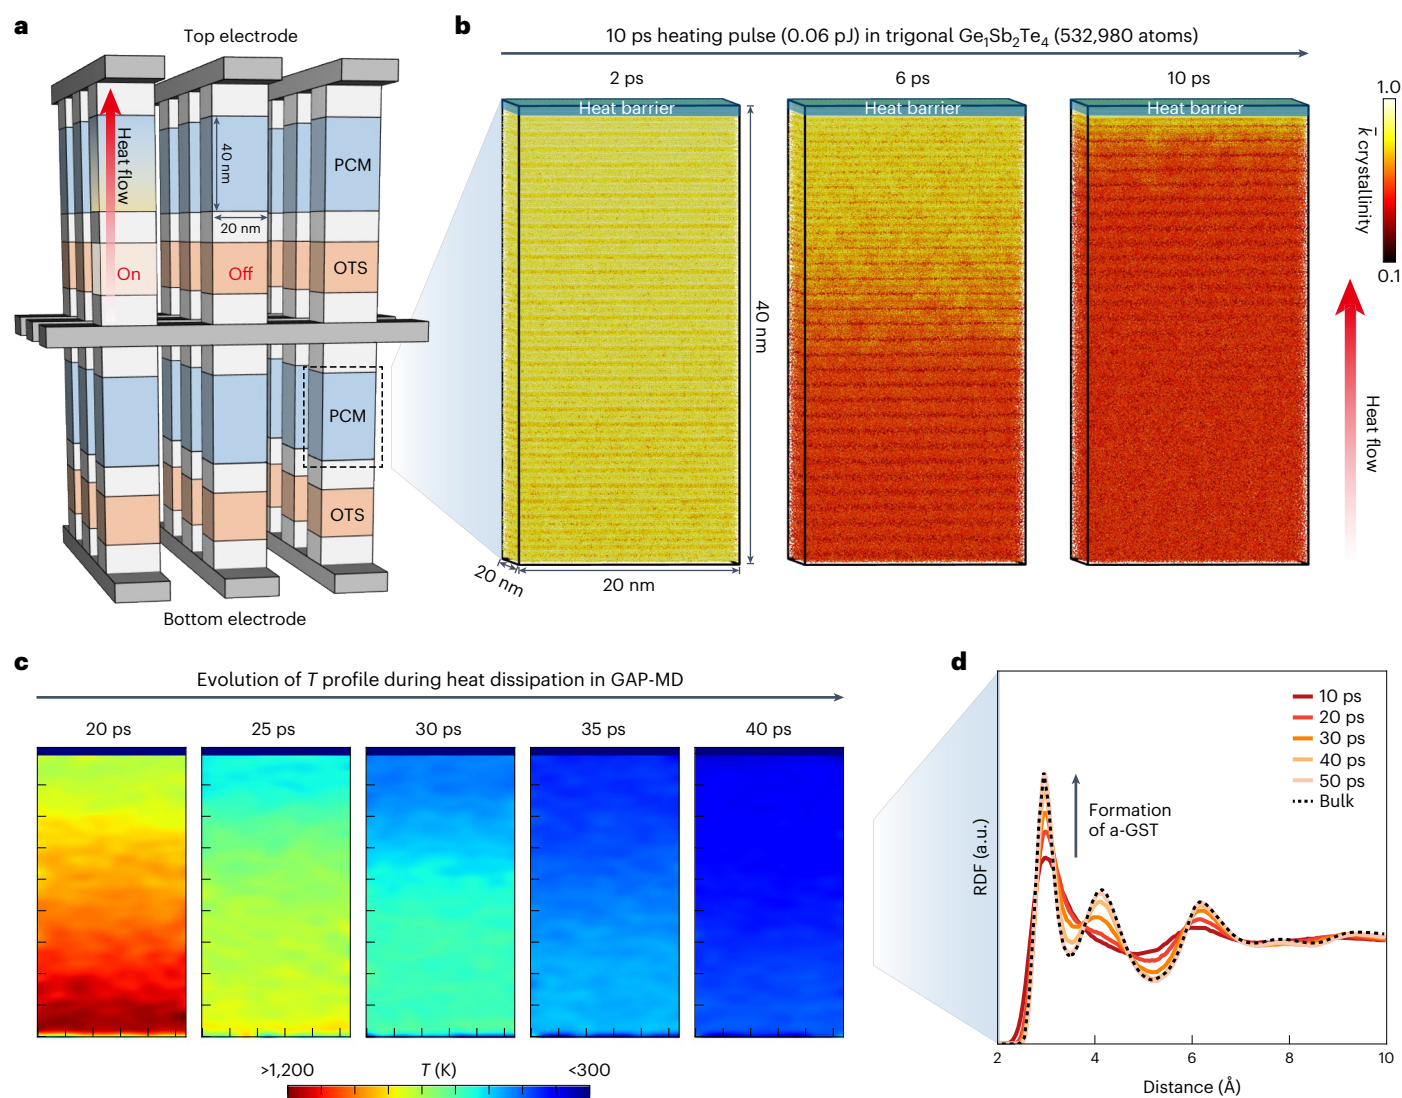 a
Top electrode
Heat flow
40 nm
20 nm
PCM
On
Off
OTS
PCM
OTS
Bottom electrode
b
10 ps heating pulse (0.06 pJ) in trigonal Ge₁Sb₂Te₄ (532,980 atoms)
2 ps
6 ps
10 ps
Heat barrier
Heat barrier
Heat barrier
40 nm
20 nm
20 nm
1.0
k̄ crystallinity
0.1
Heat flow
c
Evolution of T profile during heat dissipation in GAP-MD
20 ps
25 ps
30 ps
35 ps
40 ps
>1,200
T (K)
<300
d
10 ps
20 ps
30 ps
40 ps
50 ps
Bulk
Formation
of a-GST
RDF (a.u.)
2
4
6
8
10
Distance (Å)